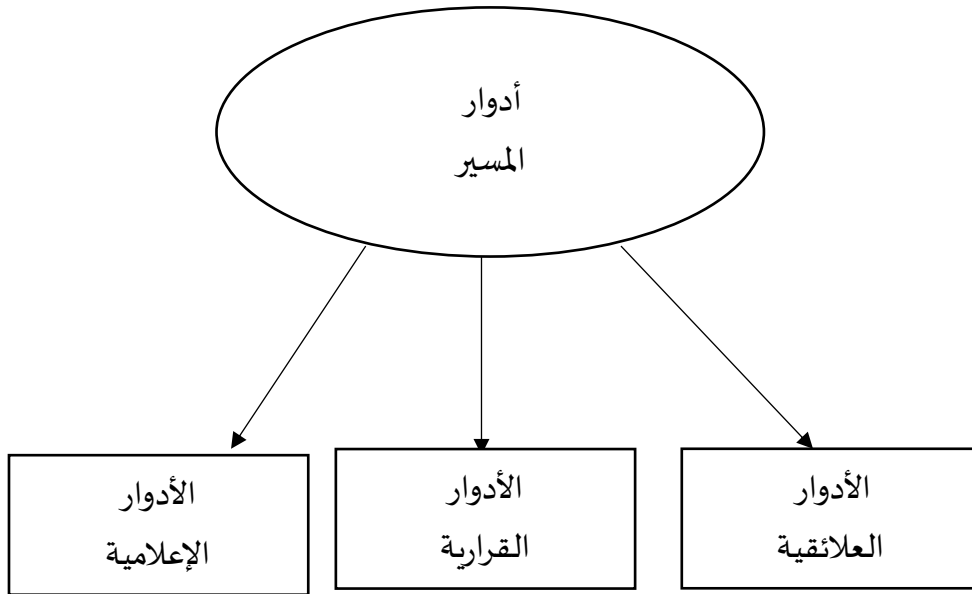 أدوار
المسير
الأدوار
العلائقية
الأدوار
القرارية
الأدوار
الإعلامية